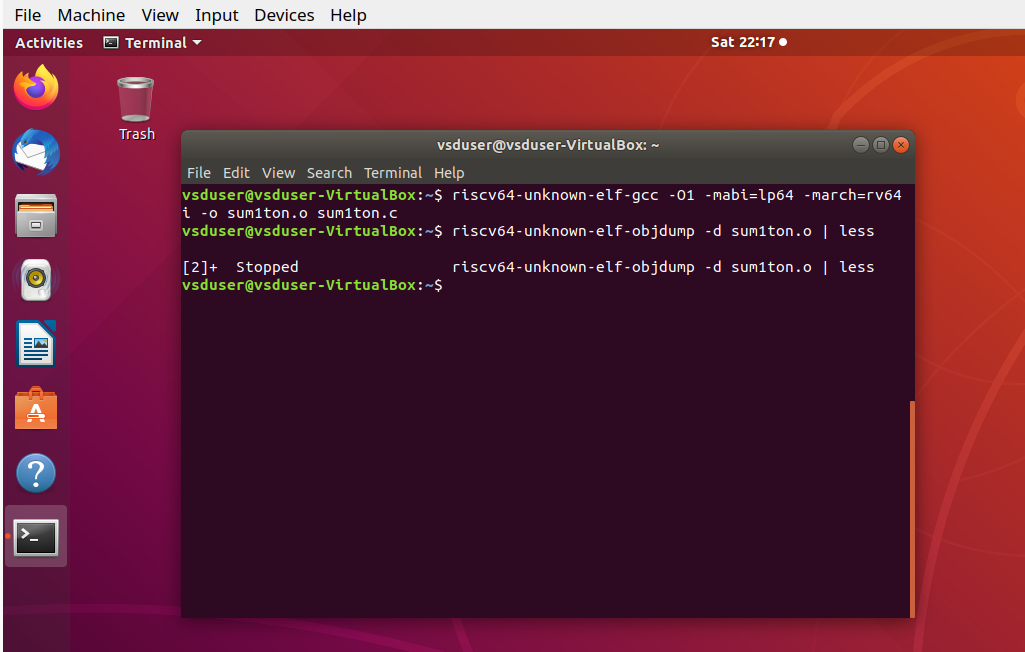 File Machine View Input Devices Help
Activities Terminal Sat 22:17
Trash
vsduser@vsduser-VirtualBox: ~
File Edit View Search Terminal Help
vsduser@vsduser-VirtualBox:~$ riscv64-unknown-elf-gcc -O1 -mabi=lp64 -march=rv64
i -o sum1ton.o sum1ton.c
vsduser@vsduser-VirtualBox:~$ riscv64-unknown-elf-objdump -d sum1ton.o | less
[2]+  Stopped                 riscv64-unknown-elf-objdump -d sum1ton.o | less
vsduser@vsduser-VirtualBox:~$